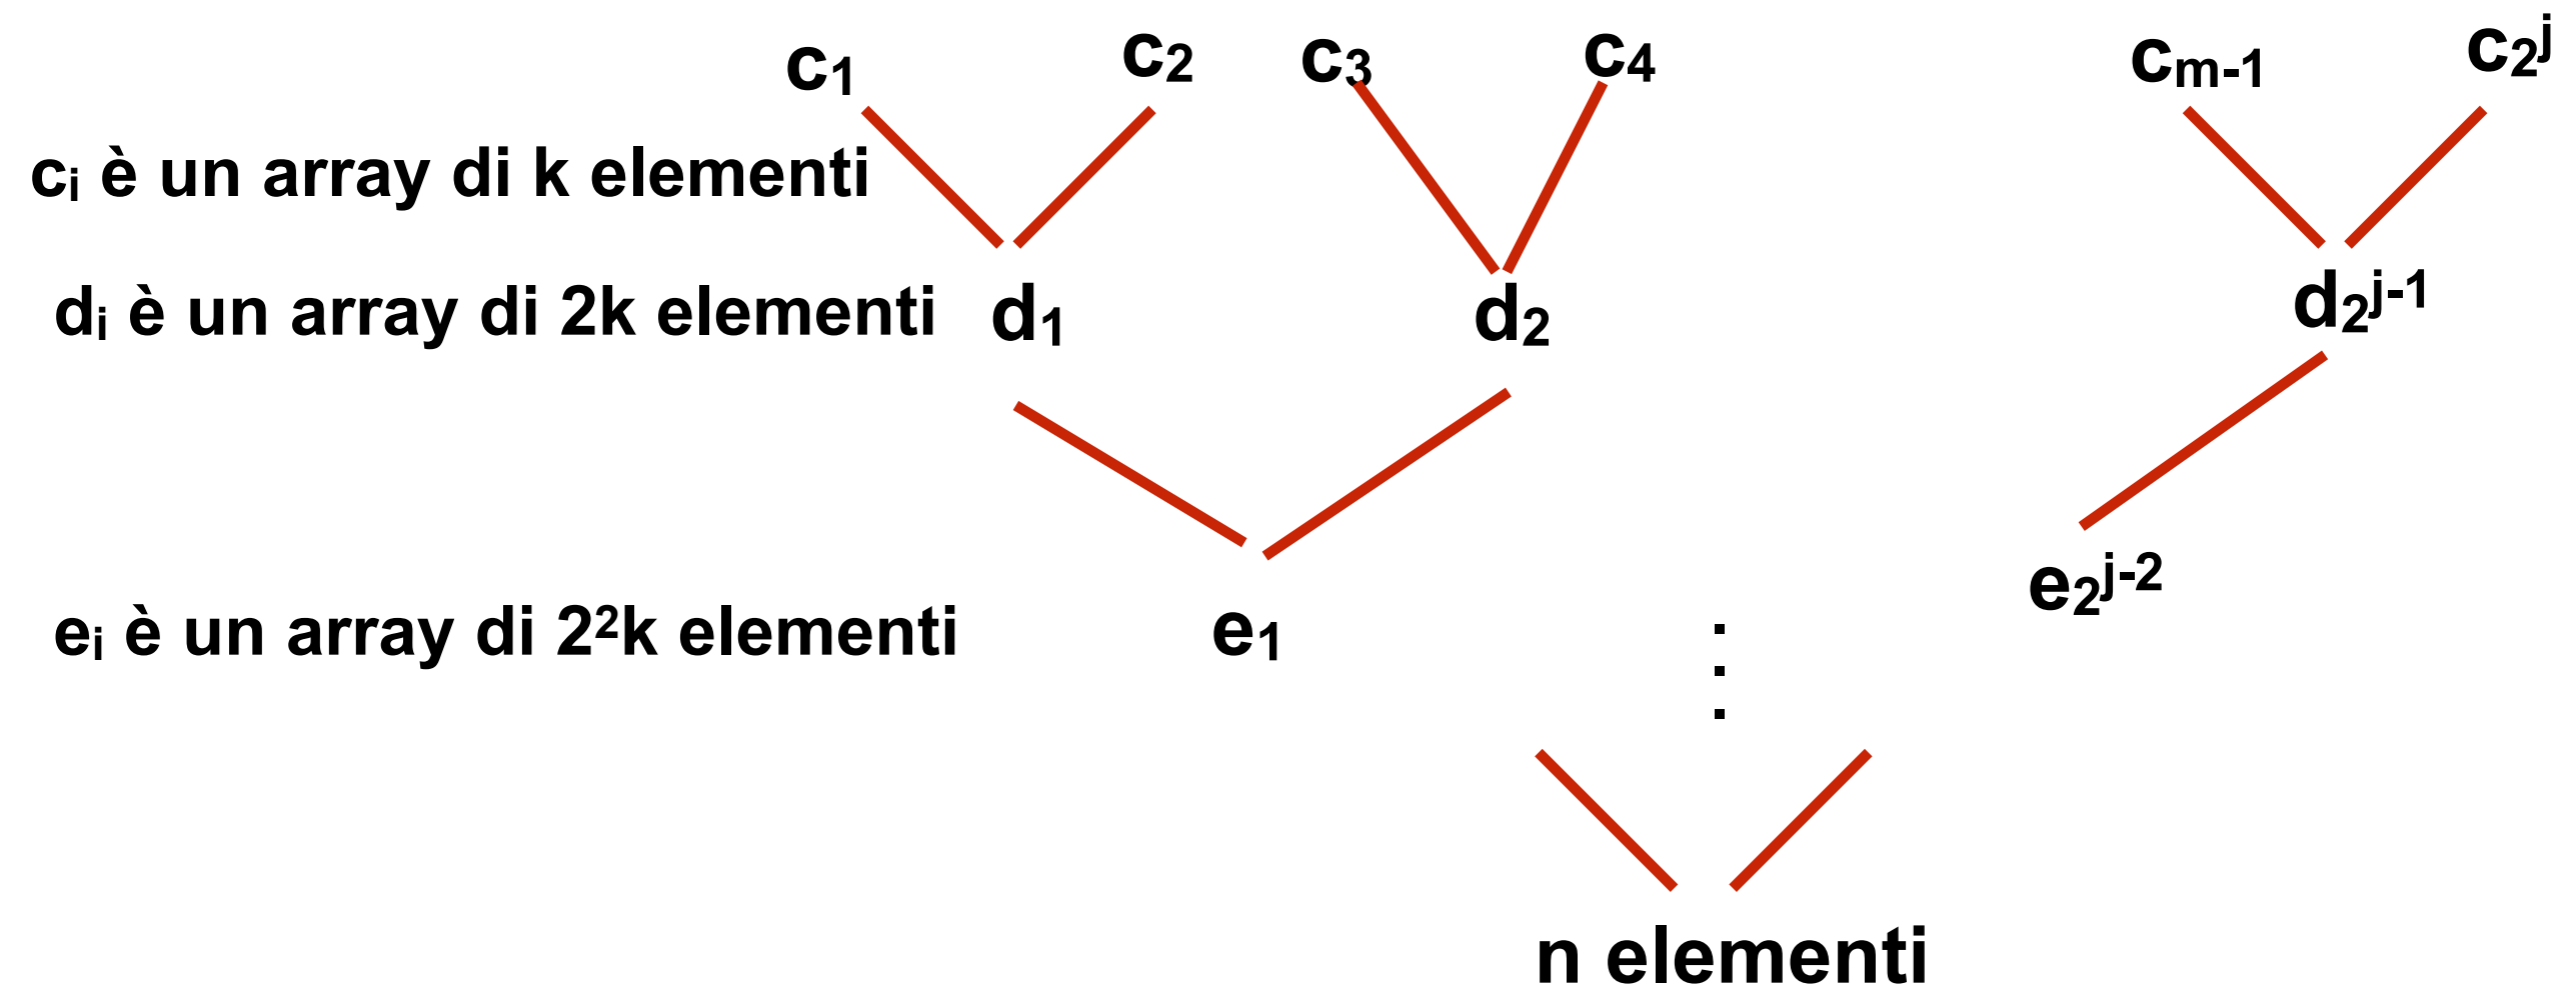 c₁ c₂ c₃ c₄ cₘ₋₁ c₂ʲ
cᵢ è un array di k elementi
dᵢ è un array di 2k elementi d₁ d₂ d₂ʲ⁻¹
eᵢ è un array di 2²k elementi e₁ e₂ʲ⁻²
n elementi